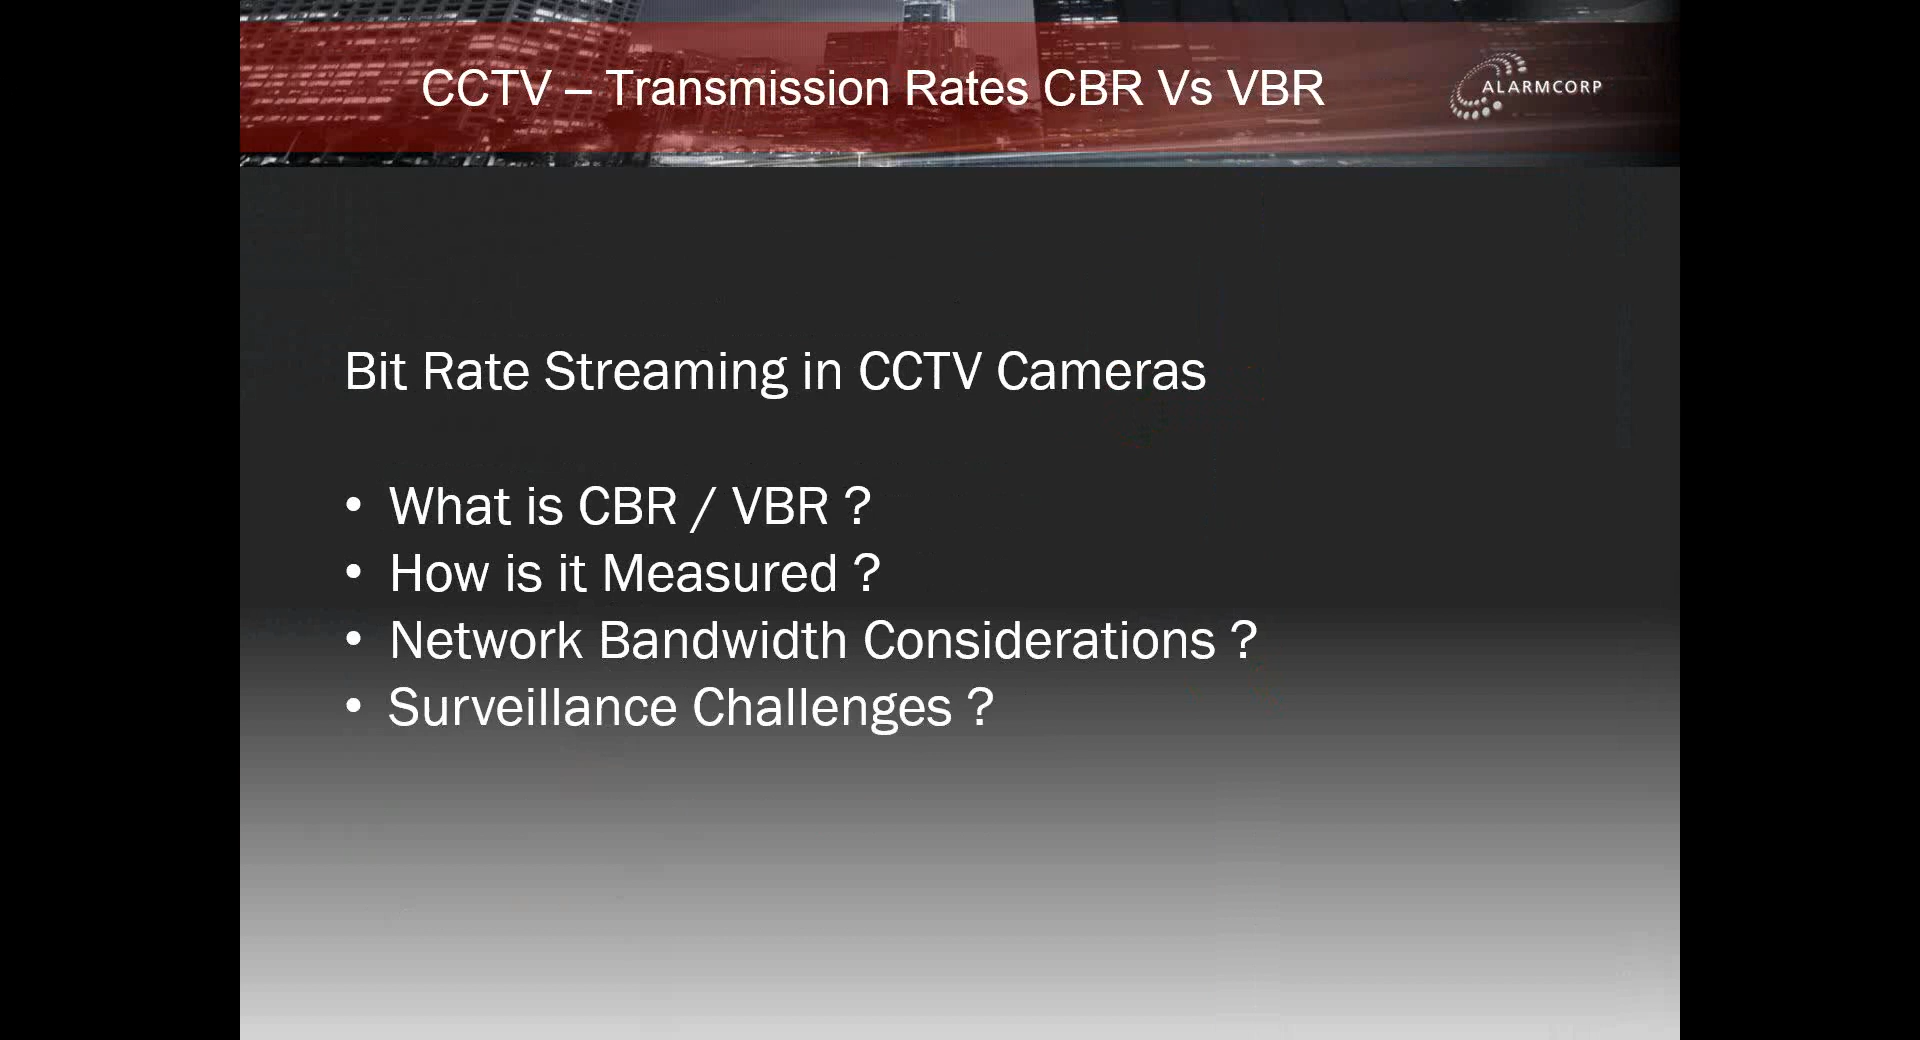 CCTV – Transmission Rates CBR Vs VBR
ALARMCORP
Bit Rate Streaming in CCTV Cameras
• What is CBR / VBR ?
• How is it Measured ?
• Network Bandwidth Considerations ?
• Surveillance Challenges ?